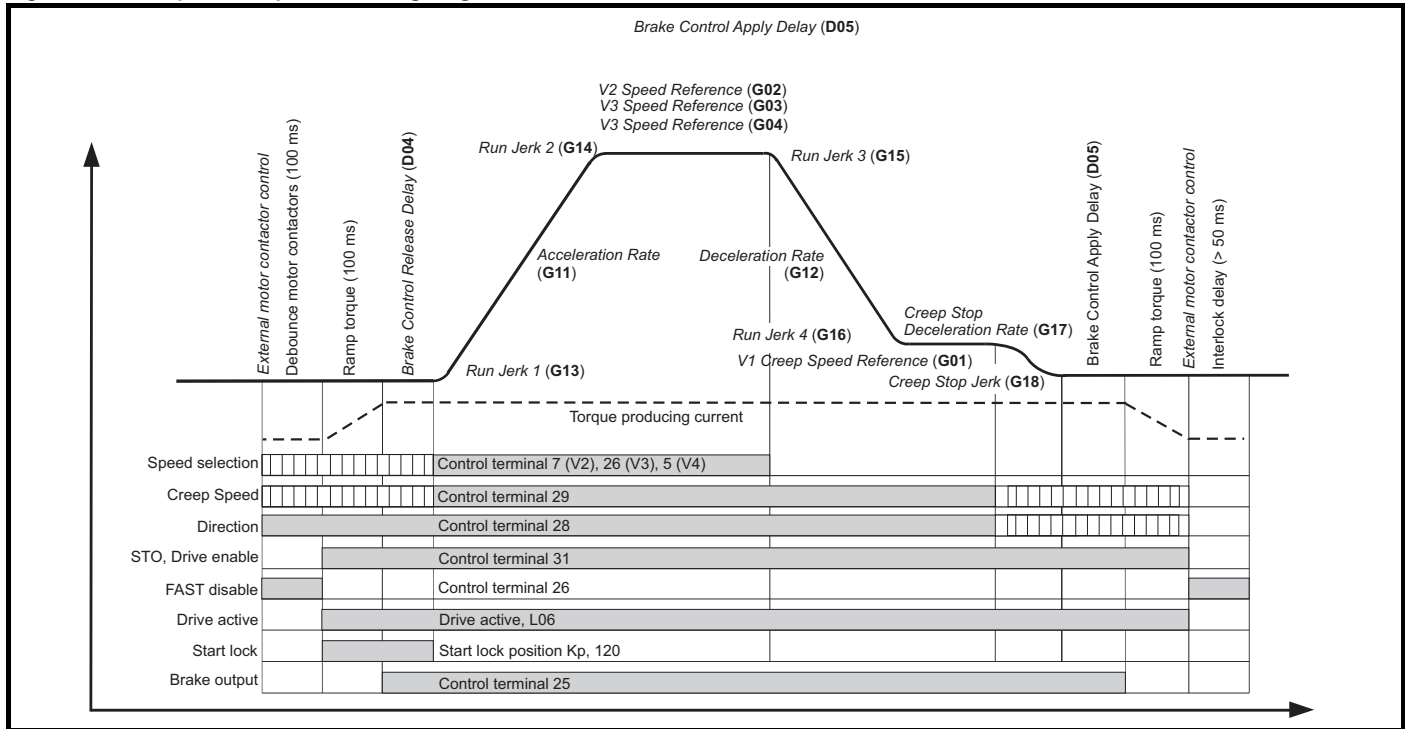 Brake Control Apply Delay (D05)
V2 Speed Reference (G02)
V3 Speed Reference (G03)
V3 Speed Reference (G04)
External motor contactor control
Debounce motor contactors (100 ms)
Ramp torque (100 ms)
Brake Control Release Delay (D04)
Run Jerk 2 (G14)
Run Jerk 3 (G15)
Brake Control Apply Delay (D05)
Ramp torque (100 ms)
External motor contactor control
Interlock delay (> 50 ms)
Acceleration Rate
(G11)
Deceleration Rate
(G12)
Creep Stop
Deceleration Rate (G17)
Run Jerk 4 (G16)
V1 Creep Speed Reference (G01)
Run Jerk 1 (G13)
Creep Stop Jerk (G18)
Torque producing current
Speed selection
Control terminal 7 (V2), 26 (V3), 5 (V4)
Creep Speed
Control terminal 29
Direction
Control terminal 28
STO, Drive enable
Control terminal 31
FAST disable
Control terminal 26
Drive active
Drive active, L06
Start lock
Start lock position Kp, 120
Brake output
Control terminal 25